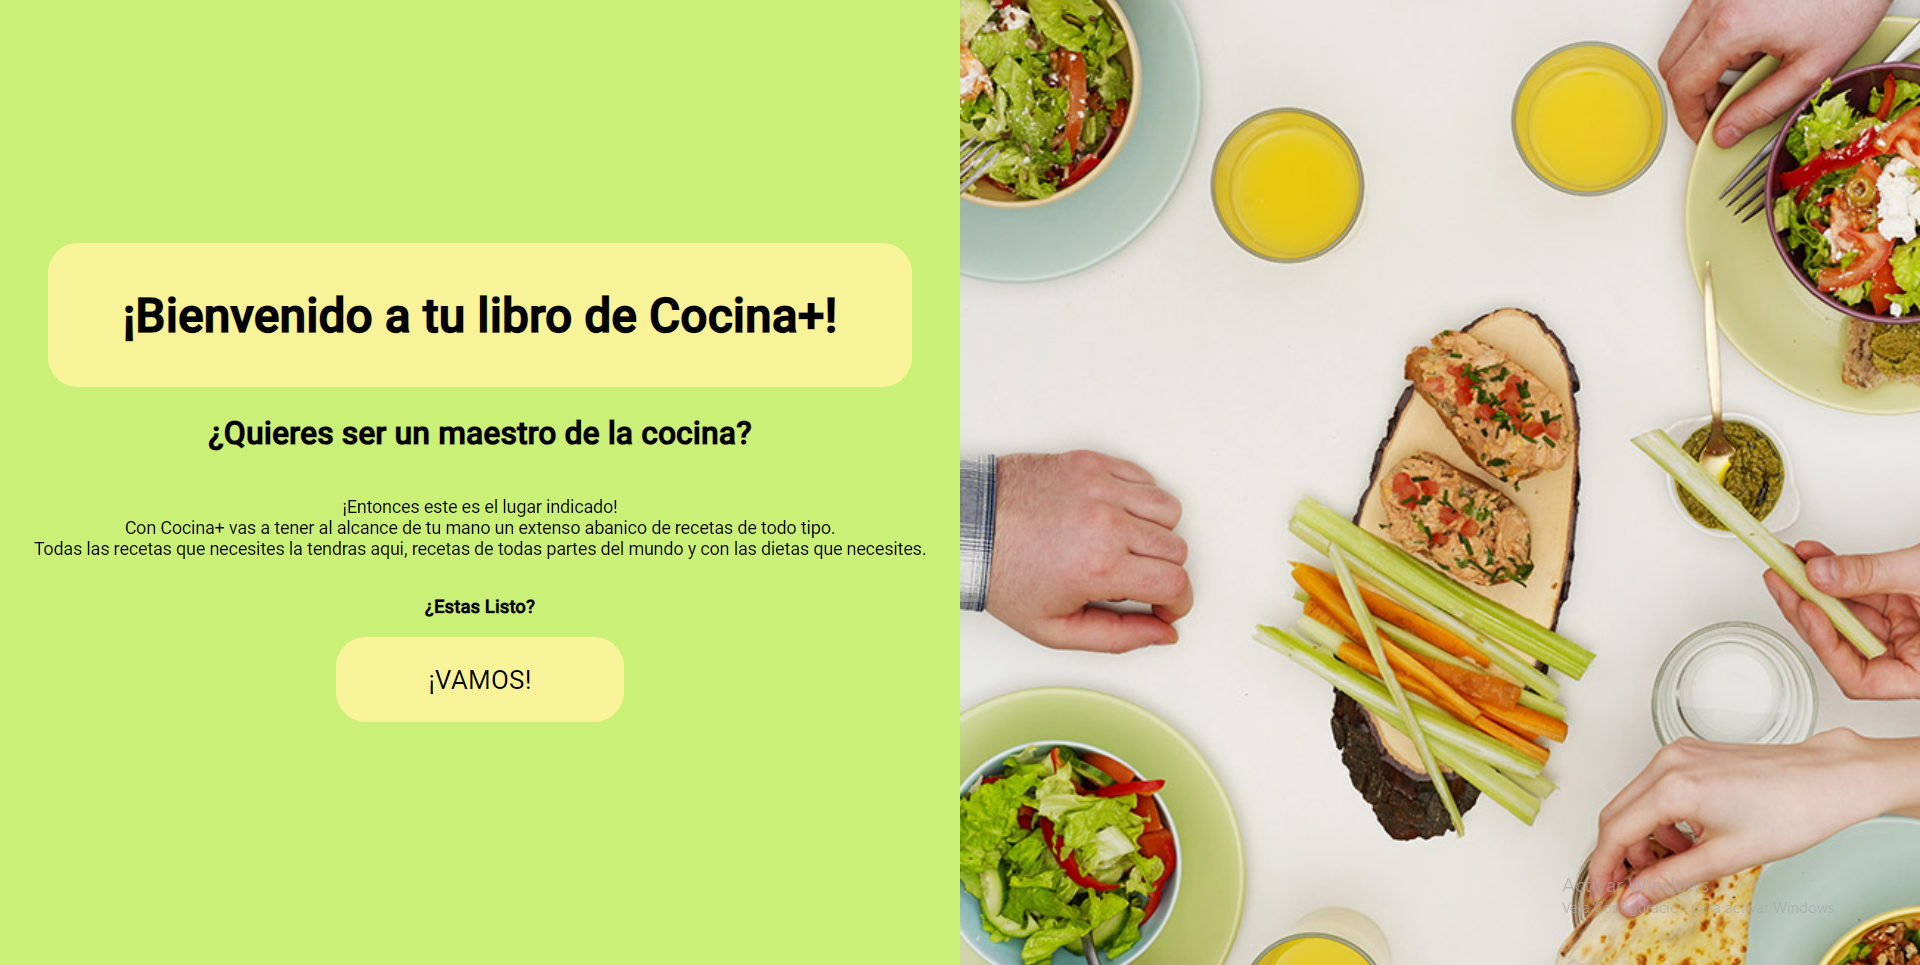 ¡Bienvenido a tu libro de Cocina+!
¿Quieres ser un maestro de la cocina?
¡Entonces este es el lugar indicado!
Con Cocina+ vas a tener al alcance de tu mano un extenso abanico de recetas de todo tipo.
Todas las recetas que necesites la tendras aqui, recetas de todas partes del mundo y con las dietas que necesites.
¿Estas Listo?
¡VAMOS!
Activar Windows
Ve a Configuración para activar Windows.